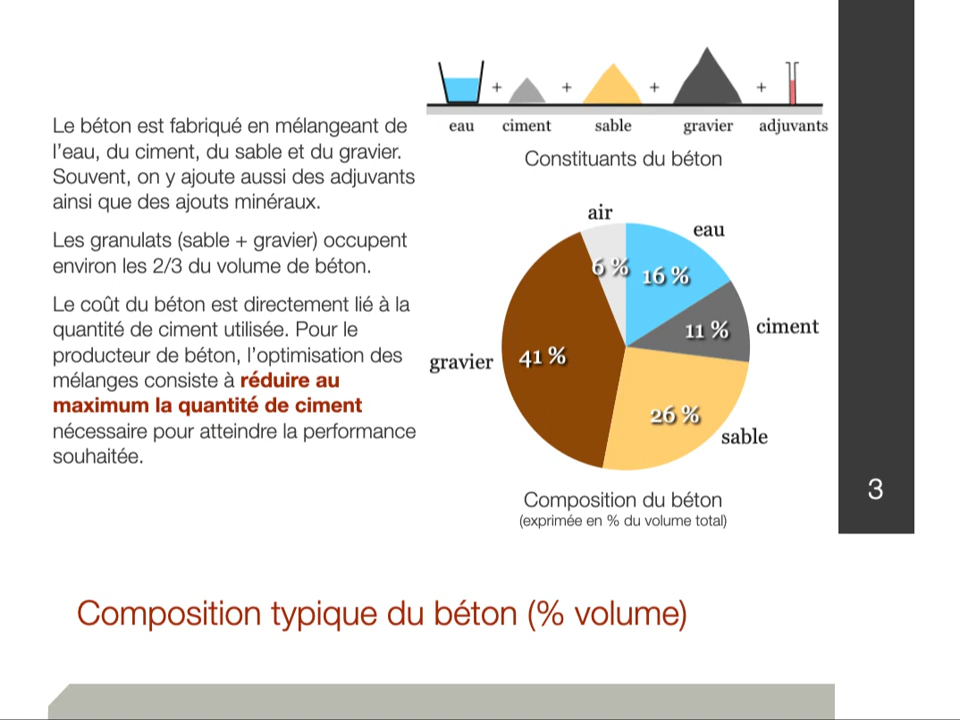 Le béton est fabriqué en mélangeant de
l'eau, du ciment, du sable et du gravier.
Souvent, on y ajoute aussi des adjuvants
ainsi que des ajouts minéraux.
Les granulats (sable + gravier) occupent
environ les 2/3 du volume de béton.
Le coût du béton est directement lié à la
quantité de ciment utilisée. Pour le
producteur de béton, l'optimisation des
mélanges consiste à réduire au
maximum la quantité de ciment
nécessaire pour atteindre la performance
souhaitée.
+ + + +
eau ciment sable gravier adjuvants
Constituants du béton
air
eau
6 % 16 %
11 % ciment
gravier 41 %
26 %
sable
Composition du béton
(exprimée en % du volume total)
3
Composition typique du béton (% volume)